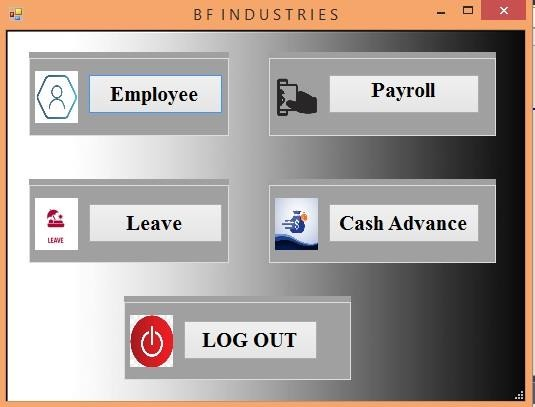 BF INDUSTRIES
Employee
Payroll
Leave
LEAVE
Cash Advance
LOG OUT